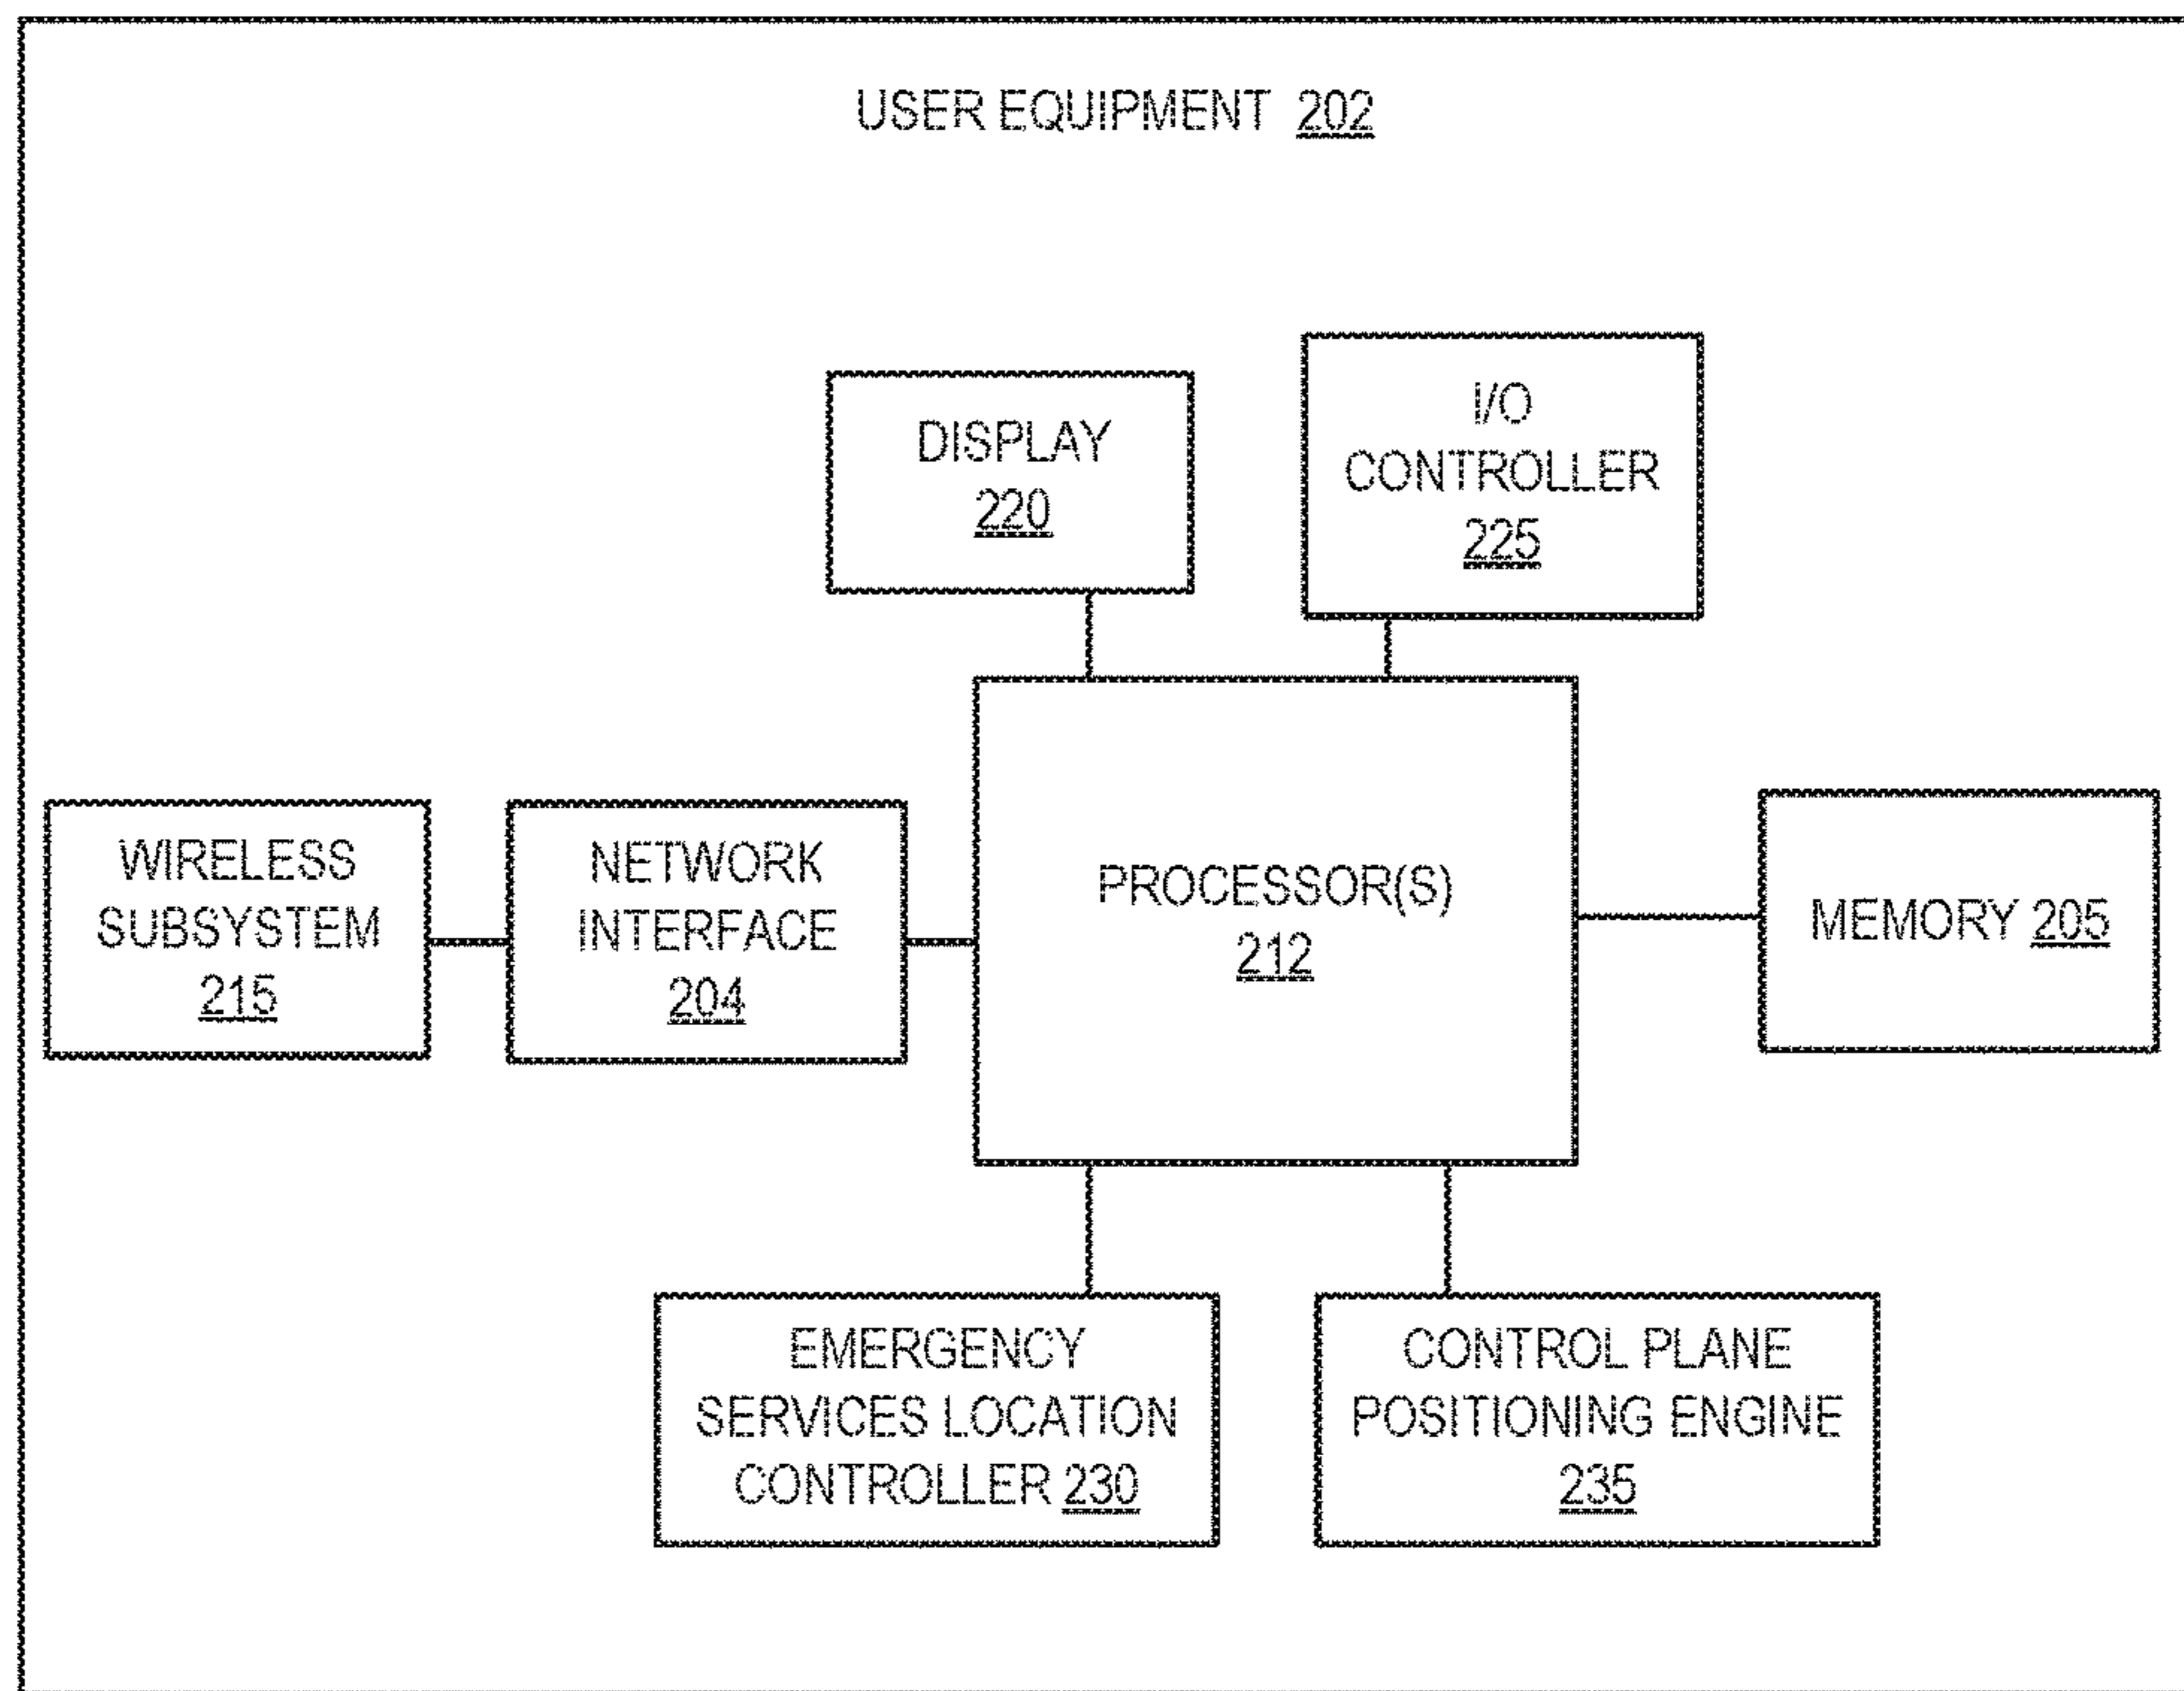 USER EQUIPMENT 202
DISPLAY
220
I/O
CONTROLLER
225
WIRELESS
SUBSYSTEM
215
NETWORK
INTERFACE
204
PROCESSOR(S)
212
MEMORY 205
EMERGENCY
SERVICES LOCATION
CONTROLLER 230
CONTROL PLANE
POSITIONING ENGINE
235